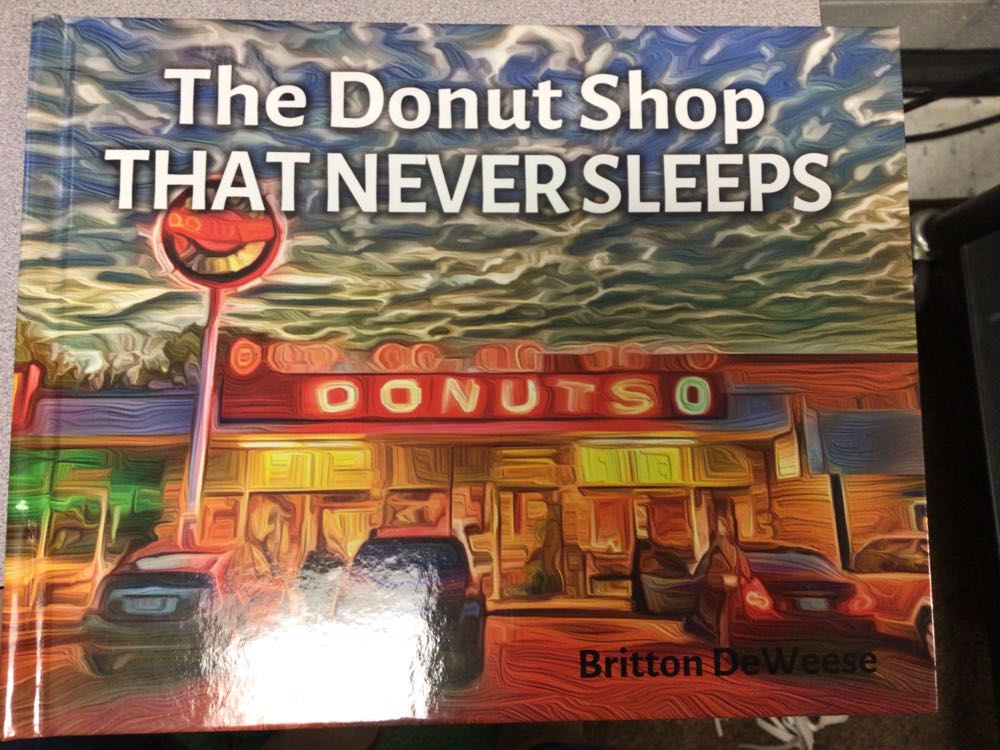 The Donut Shop
THAT NEVER SLEEPS
DONUTS
Britton DeWeese